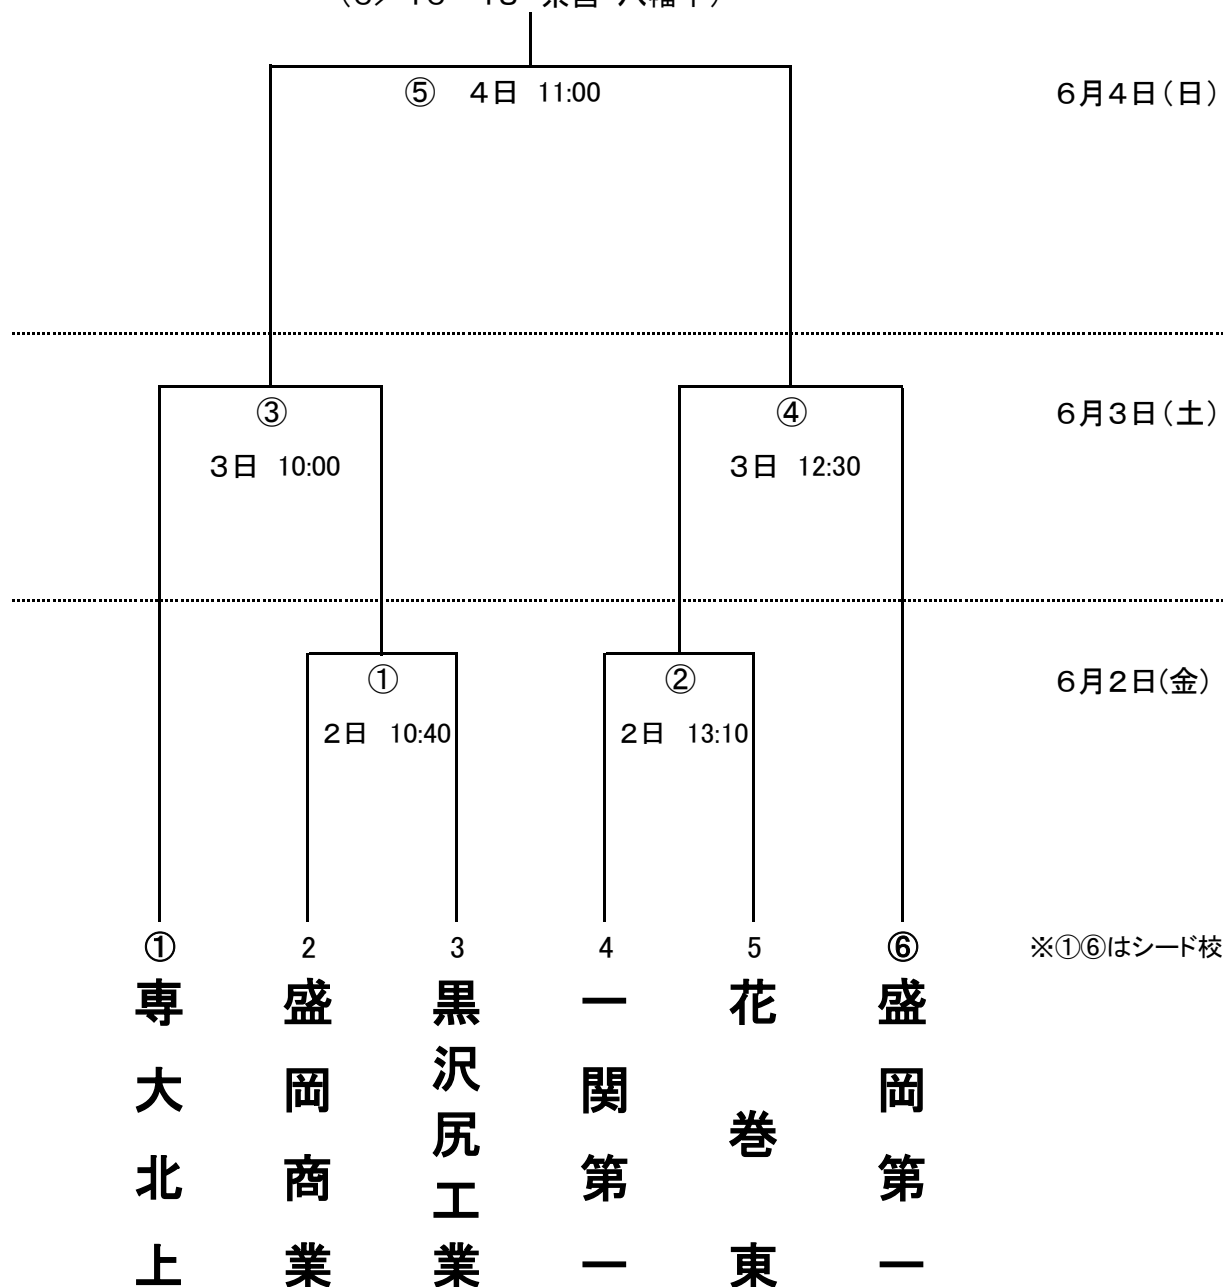 ⑤ 4日 11:00
6月4日(日)
③
④
6月3日(土)
3日 10:00
3日 12:30
①
②
6月2日(金)
2日 10:40
2日 13:10
①
2
3
4
5
⑥
※①⑥はシード校
専大北上
盛岡商業
黒沢尻工業
一関第一
花巻東
盛岡第一